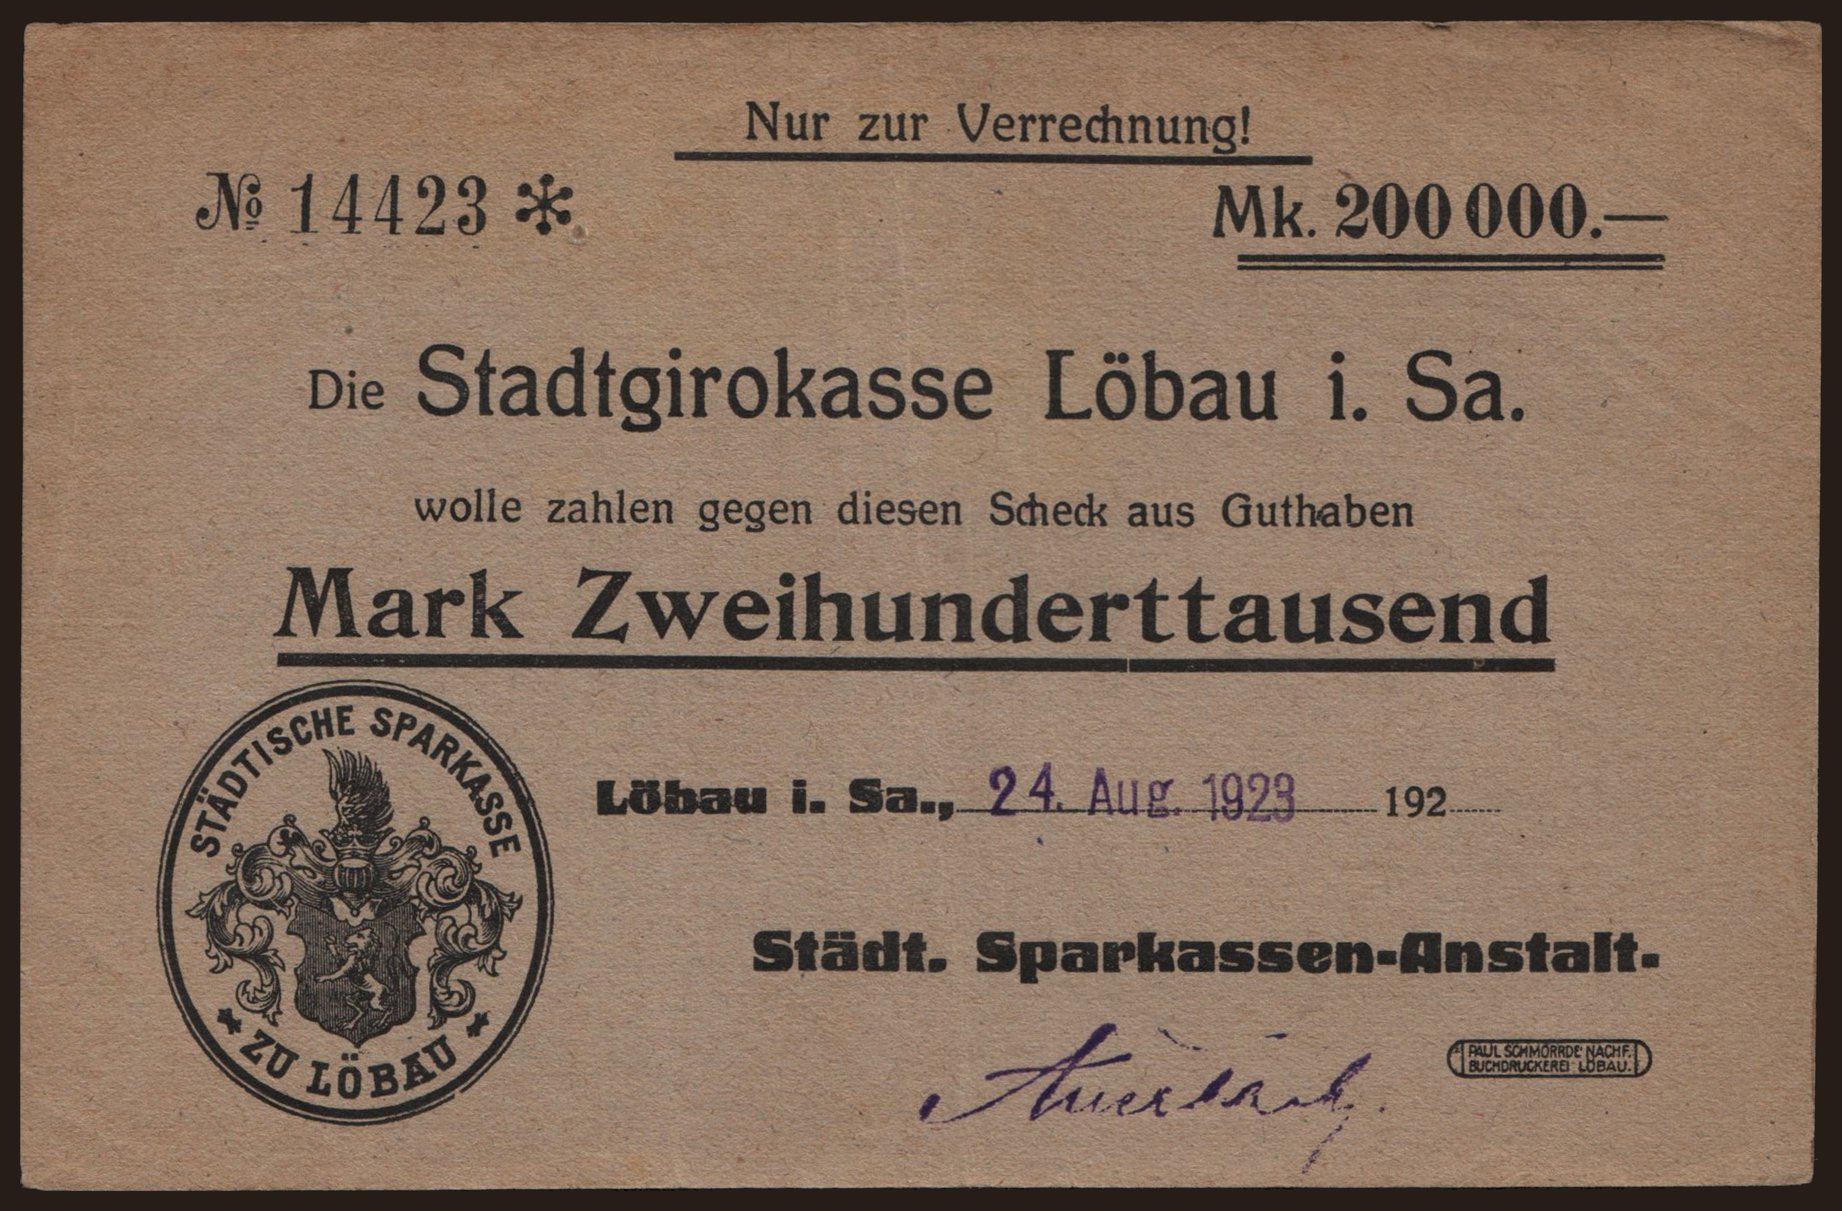 Nur zur Verrechnung!
№ 14423 *
Mk. 200 000.—
Die Stadtgirokasse Löbau i. Sa.
wolle zahlen gegen diesen Scheck aus Guthaben
Mark Zweihunderttausend
STÄDTISCHE SPARKASSE
* ZU LÖBAU *
Löbau i. Sa., 24. Aug. 1923 192
Städt. Sparkassen-Anstalt.
Auerbach.
PAUL SCHMORRDE' NACHF.
BUCHDRUCKEREI LÖBAU.